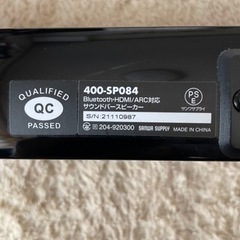 QUALIFIED
QC
PASSED
400-SP084
Bluetooth・HDMI/ARC対応
サウンドバースピーカー
S/N:21110987
204-920300 SANWA SUPPLY MADE IN CHINA
PS
E
サンワサプライ